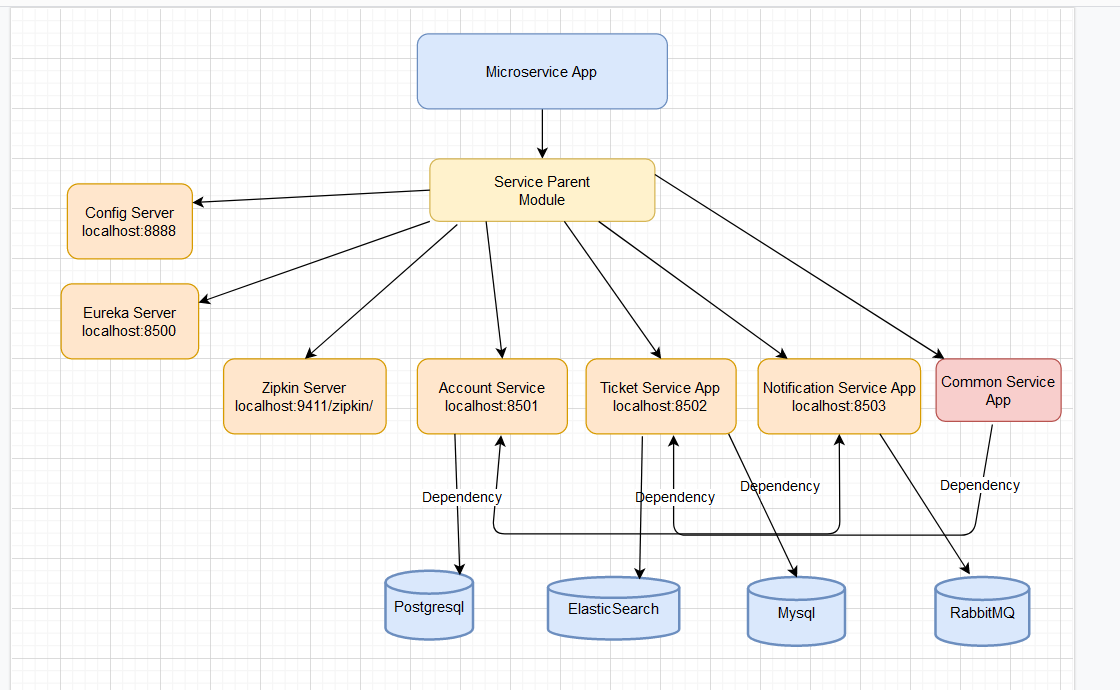 Microservice App
Service Parent
Module
Config Server
localhost:8888
Eureka Server
localhost:8500
Zipkin Server
localhost:9411/zipkin/
Account Service
localhost:8501
Ticket Service App
localhost:8502
Notification Service App
localhost:8503
Common Service
App
Dependency
Dependency
Dependency
Dependency
Postgresql
ElasticSearch
Mysql
RabbitMQ